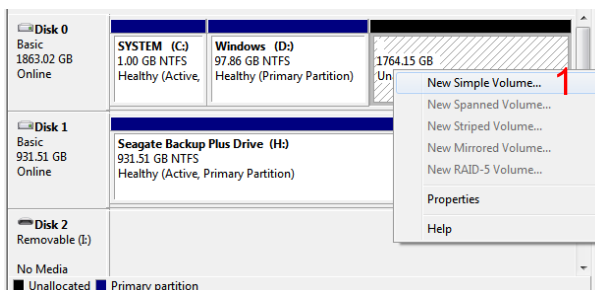 Disk 0
Basic
1863.02 GB
Online
SYSTEM (C:)
1.00 GB NTFS
Healthy (Active,
Windows (D:)
97.86 GB NTFS
Healthy (Primary Partition)
1764.15 GB
Un
New Simple Volume...
1
New Spanned Volume...
New Striped Volume...
New Mirrored Volume...
New RAID-5 Volume...
Properties
Help
Disk 1
Basic
931.51 GB
Online
Seagate Backup Plus Drive (H:)
931.51 GB NTFS
Healthy (Active, Primary Partition)
Disk 2
Removable (I:)
No Media
Unallocated Primary partition